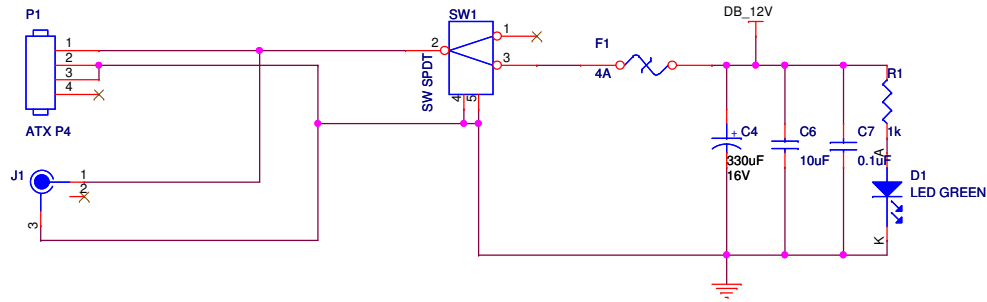 P1
1
2
3
4
ATX P4
J1
1
2
3
SW1
SW SPDT
2
1
3
4
5
F1
4A
DB_12V
+
C4
330uF
16V
C6
10uF
C7
0.1uF
R1
1k
A
D1
LED GREEN
K